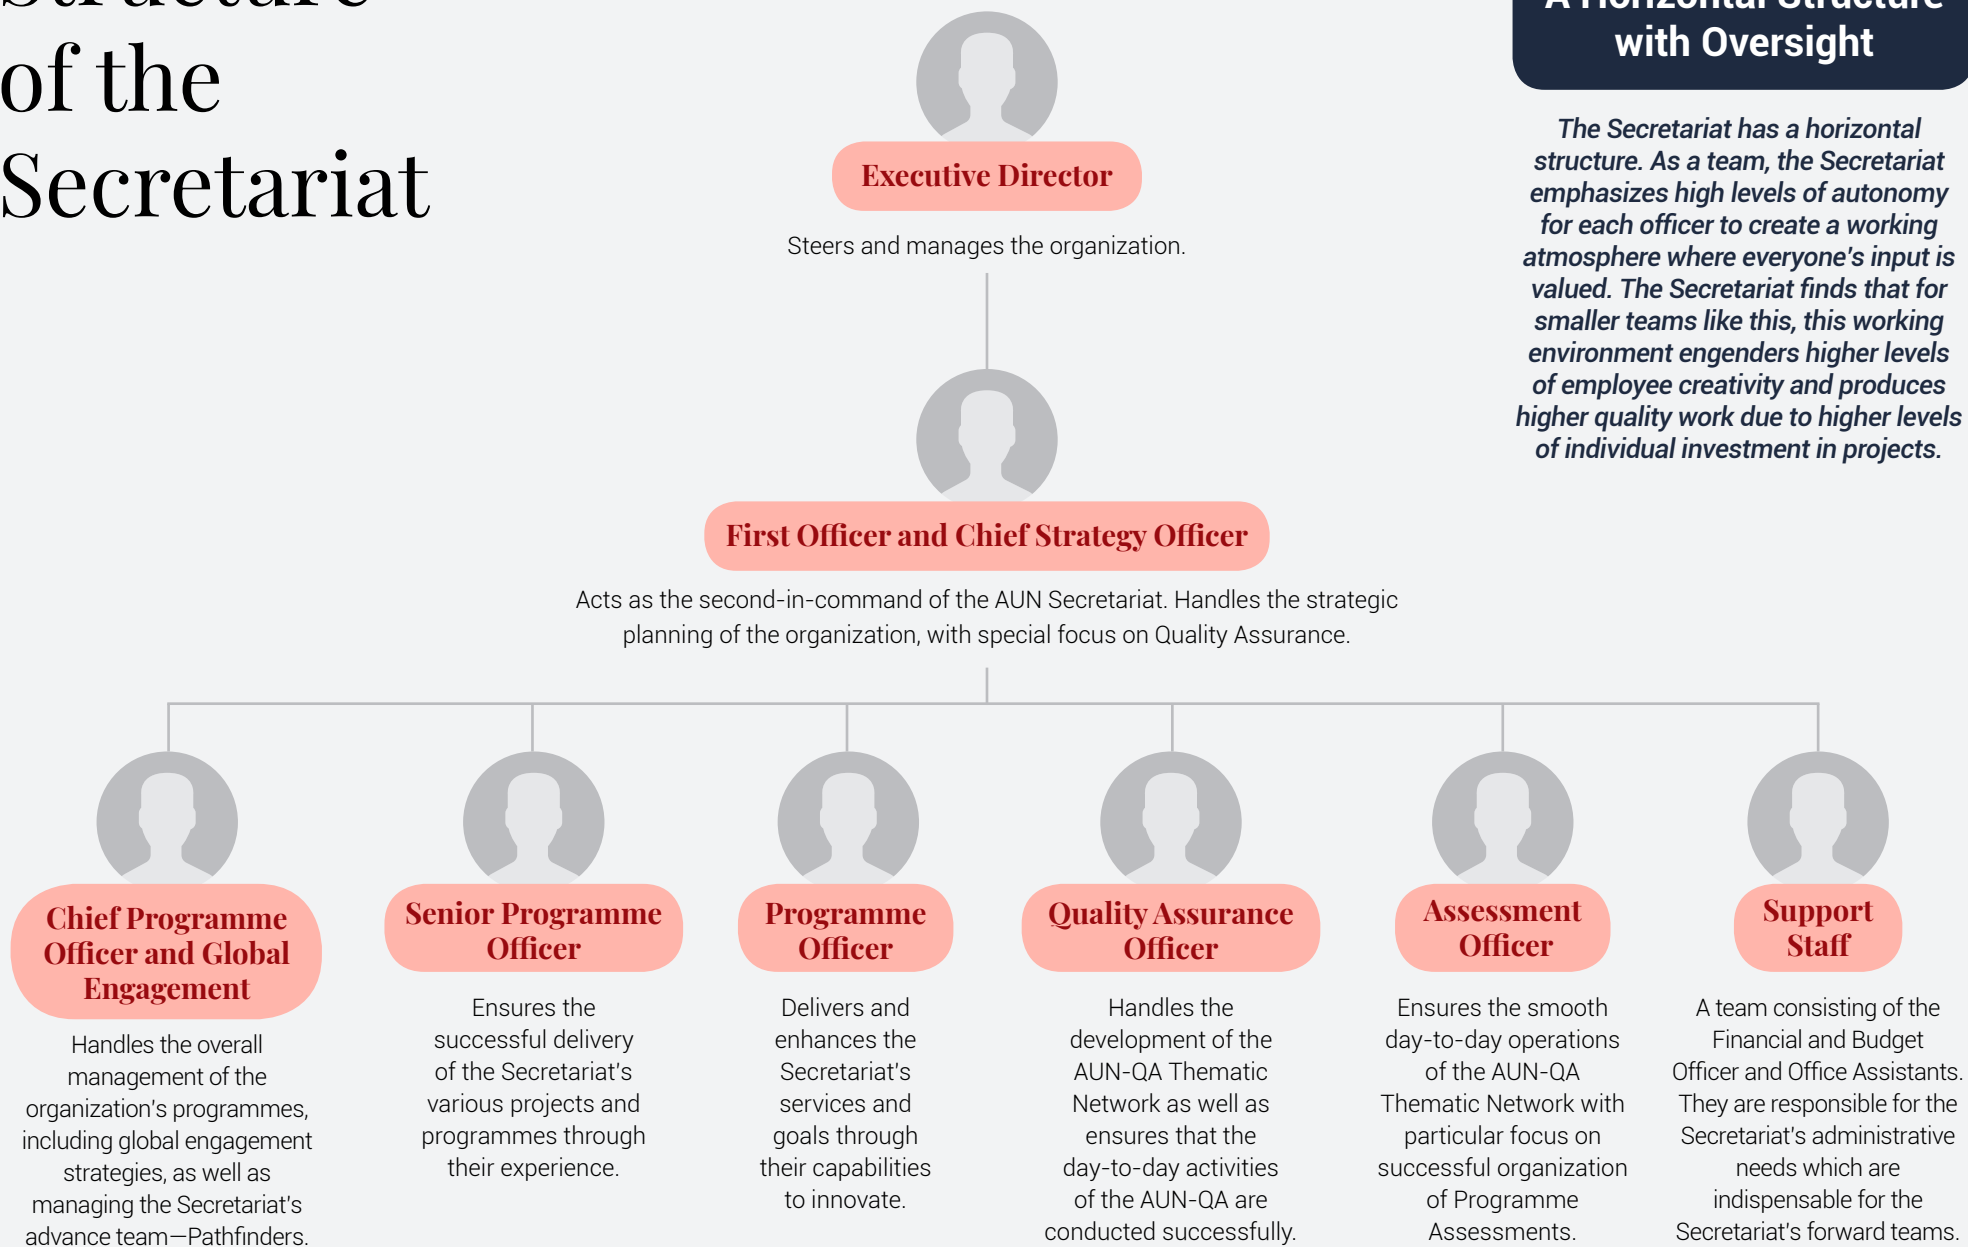 Structure
of the
Secretariat
A Horizontal Structure
with Oversight
The Secretariat has a horizontal
structure. As a team, the Secretariat
emphasizes high levels of autonomy
for each officer to create a working
atmosphere where everyone's input is
valued. The Secretariat finds that for
smaller teams like this, this working
environment engenders higher levels
of employee creativity and produces
higher quality work due to higher levels
of individual investment in projects.
Executive Director
Steers and manages the organization.
First Officer and Chief Strategy Officer
Acts as the second-in-command of the AUN Secretariat. Handles the strategic
planning of the organization, with special focus on Quality Assurance.
Chief Programme
Officer and Global
Engagement
Handles the overall
management of the
organization's programmes,
including global engagement
strategies, as well as
managing the Secretariat's
advance team—Pathfinders.
Senior Programme
Officer
Ensures the
successful delivery
of the Secretariat's
various projects and
programmes through
their experience.
Programme
Officer
Delivers and
enhances the
Secretariat's
services and
goals through
their capabilities
to innovate.
Quality Assurance
Officer
Handles the
development of the
AUN-QA Thematic
Network as well as
ensures that the
day-to-day activities
of the AUN-QA are
conducted successfully.
Assessment
Officer
Ensures the smooth
day-to-day operations
of the AUN-QA
Thematic Network with
particular focus on
successful organization
of Programme
Assessments.
Support
Staff
A team consisting of the
Financial and Budget
Officer and Office Assistants.
They are responsible for the
Secretariat's administrative
needs which are
indispensable for the
Secretariat's forward teams.